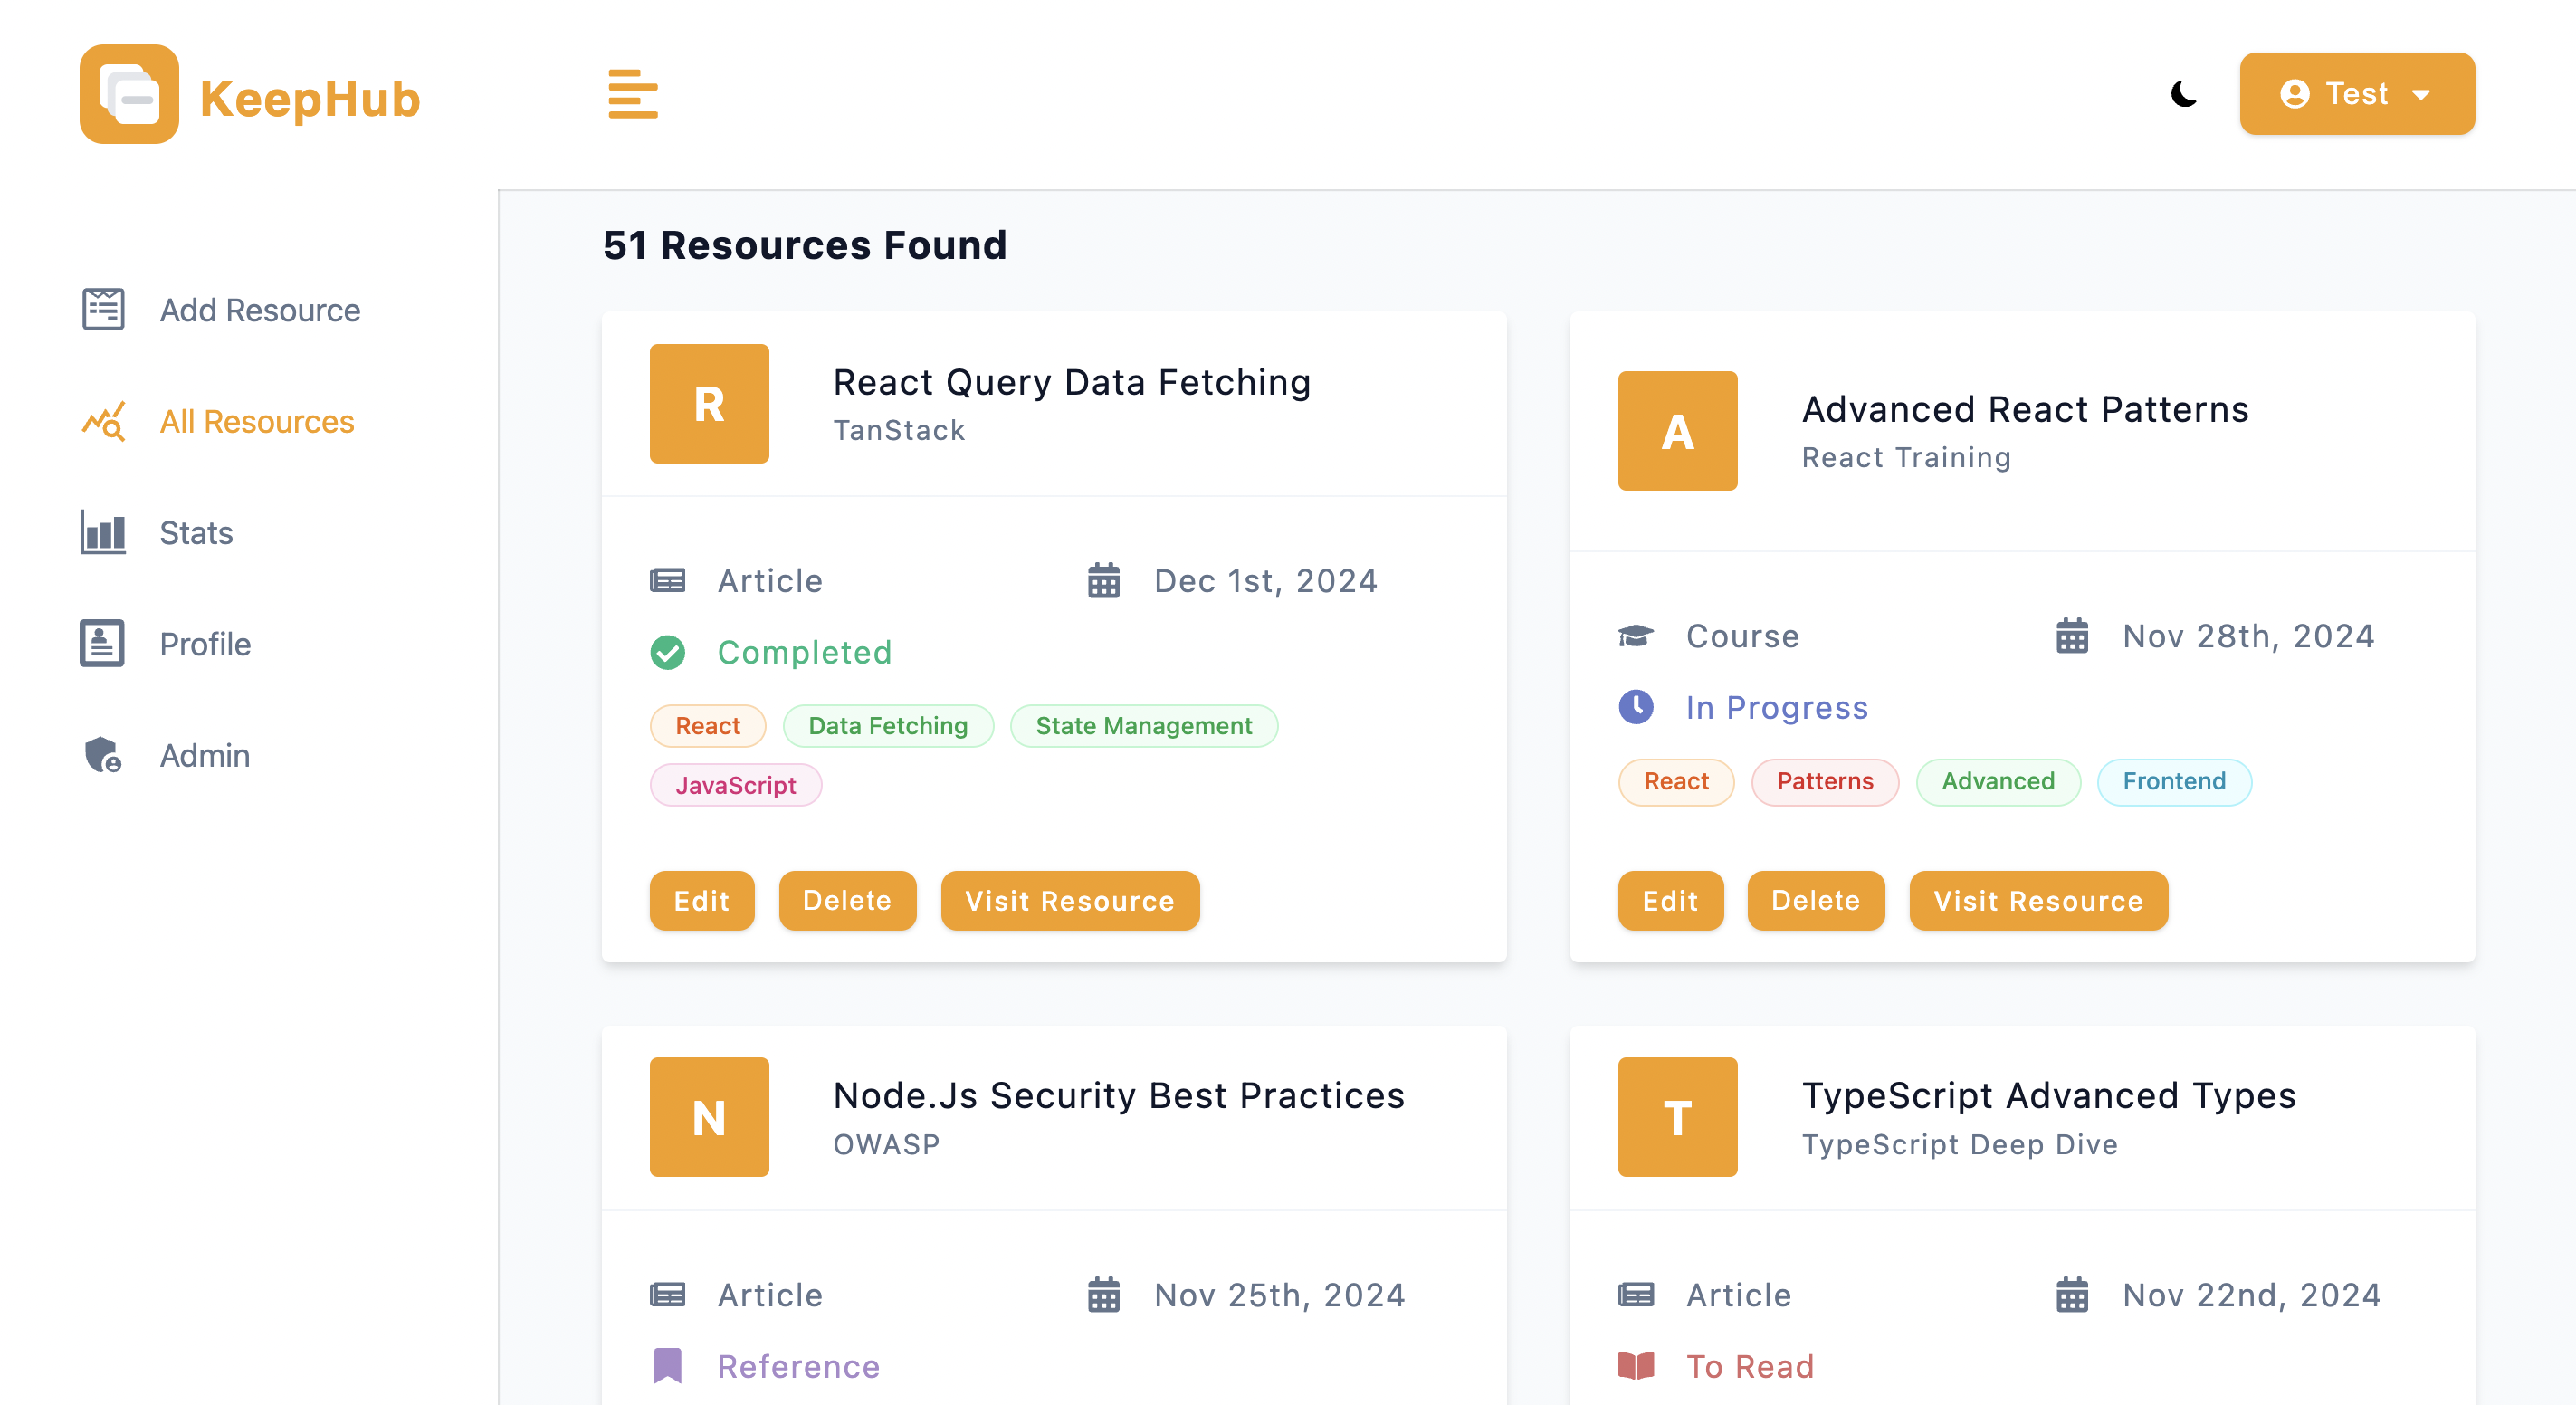 KeepHub
Test
Add Resource
All Resources
Stats
Profile
Admin
51 Resources Found
R
React Query Data Fetching
TanStack
Article
Dec 1st, 2024
Completed
React
Data Fetching
State Management
JavaScript
Edit
Delete
Visit Resource
A
Advanced React Patterns
React Training
Course
Nov 28th, 2024
In Progress
React
Patterns
Advanced
Frontend
Edit
Delete
Visit Resource
N
Node.Js Security Best Practices
OWASP
Article
Nov 25th, 2024
Reference
T
TypeScript Advanced Types
TypeScript Deep Dive
Article
Nov 22nd, 2024
To Read